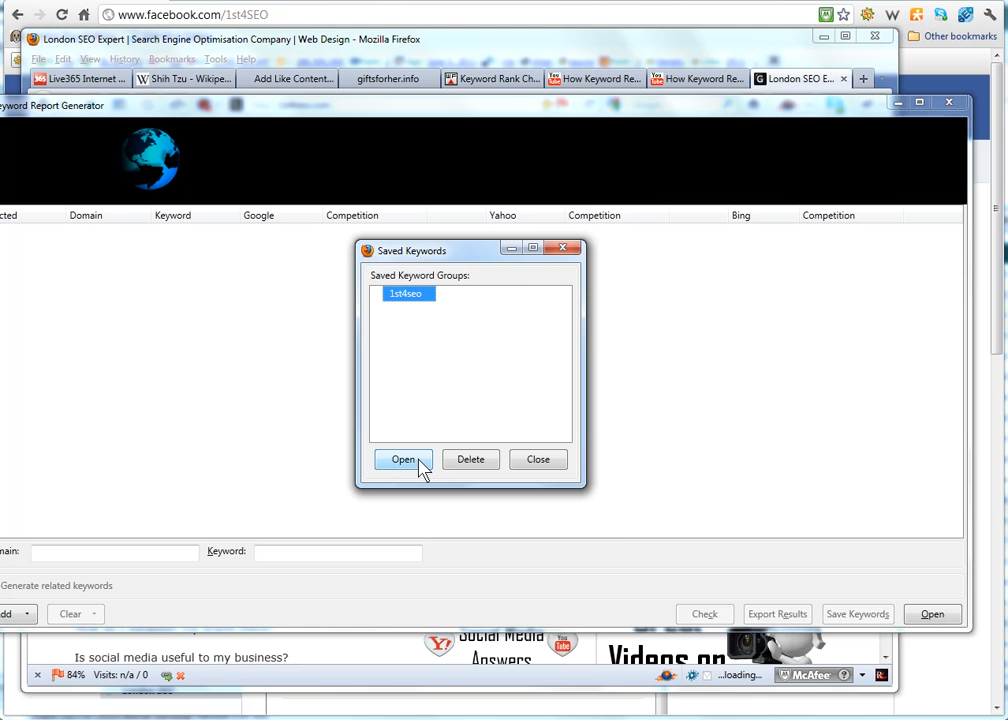 www.facebook.com/1st4SEO
Other bookmarks
London SEO Expert | Search Engine Optimisation Company | Web Design - Mozilla Firefox
File Edit View History Bookmarks Tools Help
Live365 Internet ... Shih Tzu - Wikipe... Add Like Content... giftsforher.info Keyword Rank Ch... How Keyword Re... How Keyword Re... London SEO E...
eyword Report Generator
cted Domain Keyword Google Competition Yahoo Competition Bing Competition
Saved Keywords
Saved Keyword Groups:
1st4seo
Open Delete Close
main: Keyword:
Generate related keywords
dd Clear Check Export Results Save Keywords Open
Social Media
Answers
Videos on
Is social media useful to my business?
84% Visits: n/a / 0 ...loading... McAfee